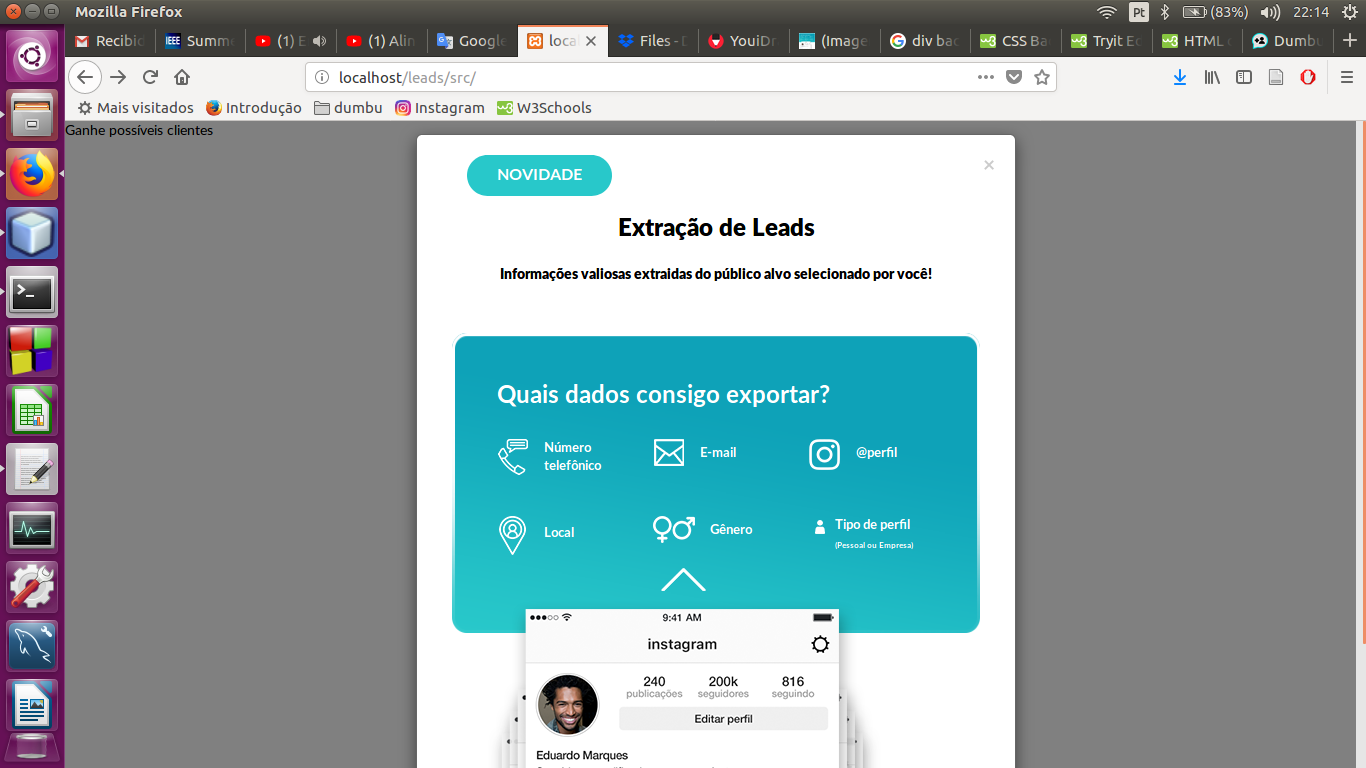 Mozilla Firefox
Pt
(83%)
22:14
Recibid
IEEE
Summe
(1) E
(1) Alin
Google
loca
Files - D
YouiDr
(Image
div bac
CSS Ba
Tryit Ed
HTML
Dumbu
localhost/leads/src/
Mais visitados
Introdução
dumbu
Instagram
W3Schools
Ganhe possíveis clientes
NOVIDADE
×
Extração de Leads
Informações valiosas extraidas do público alvo selecionado por você!
Quais dados consigo exportar?
Número
telefônico
E-mail
@perfil
Local
Gênero
Tipo de perfil
(Pessoal ou Empresa)
9:41 AM
instagram
240
publicações
200k
seguidores
816
seguindo
Editar perfil
Eduardo Marques